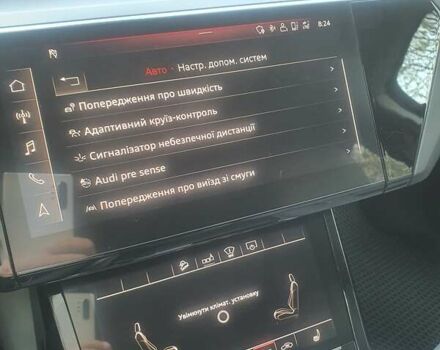 8:24
Авто · Настр. допом. систем
Попередження про швидкість
Адаптивний круїз-контроль
Сигналізатор небезпечної дистанції
Audi pre sense
Попередження про виїзд зі смуги
Увімкнути клімат. установку